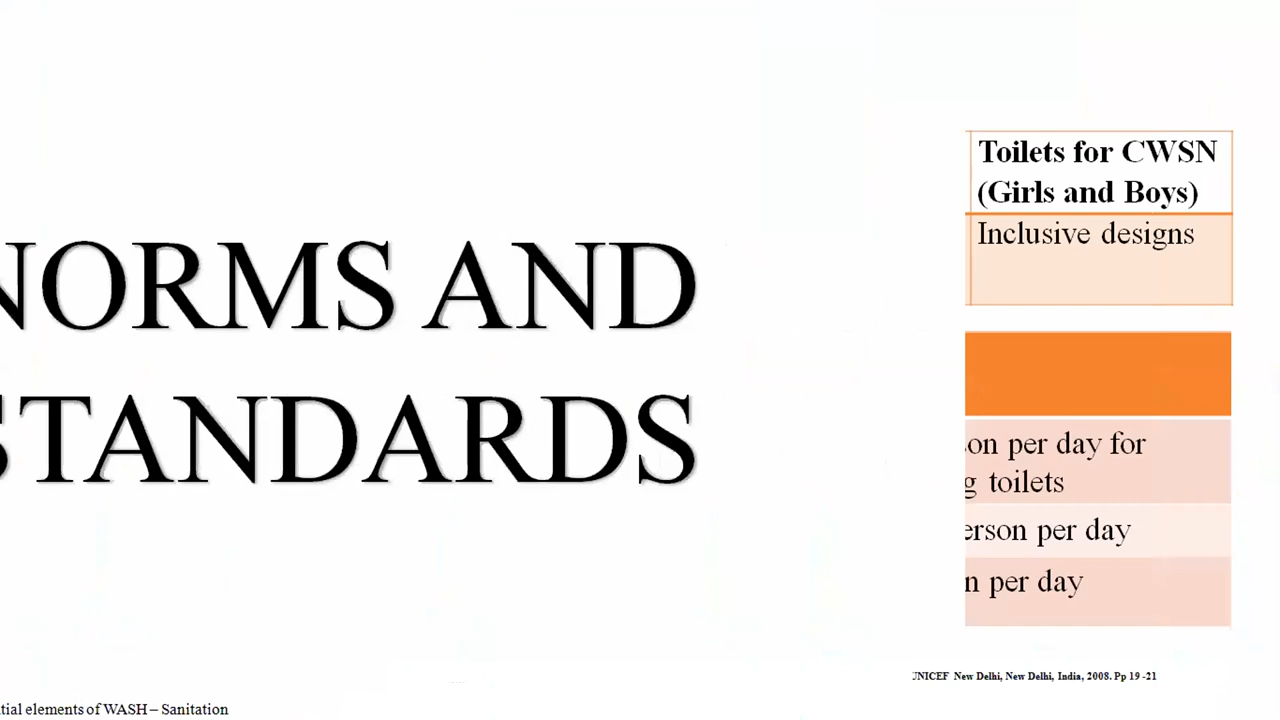 NORMS AND
STANDARDS
Toilets for CWSN
(Girls and Boys)
Inclusive designs
on per day for
g toilets
erson per day
n per day
UNICEF New Delhi, New Delhi, India, 2008. Pp 19 -21
tial elements of WASH – Sanitation